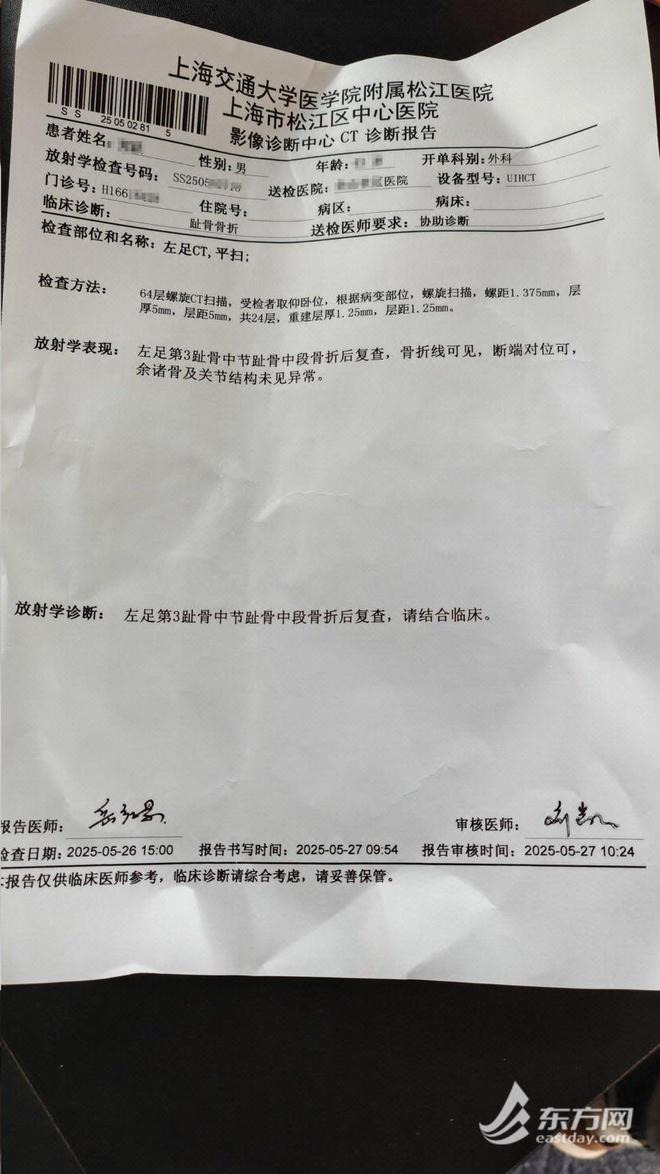 上海交通大学医学院附属松江医院
上海市松江区中心医院
影像诊断中心 CT 诊断报告
SS 25050281 5
患者姓名: 性别: 男 年龄: 开单科别: 外科
放射学检查号码: SS2505 送检医院: 医院 设备型号: UIHCT
门诊号: H166 住院号: 病区: 病床:
临床诊断: 趾骨骨折 送检医师要求: 协助诊断
检查部位和名称: 左足CT,平扫;
检查方法: 64层螺旋CT扫描，受检者取仰卧位，根据病变部位，螺旋扫描，螺距1.375mm，层
厚5mm，层距5mm，共24层，重建层厚1.25mm，层距1.25mm。
放射学表现: 左足第3趾骨中节趾骨中段骨折后复查，骨折线可见，断端对位可，
余诸骨及关节结构未见异常。
放射学诊断: 左足第3趾骨中节趾骨中段骨折后复查，请结合临床。
报告医师: 审核医师:
检查日期: 2025-05-26 15:00 报告书写时间: 2025-05-27 09:54 报告审核时间: 2025-05-27 10:24
报告仅供临床医师参考，临床诊断请综合考虑，请妥善保管。
东方网
eastday.com